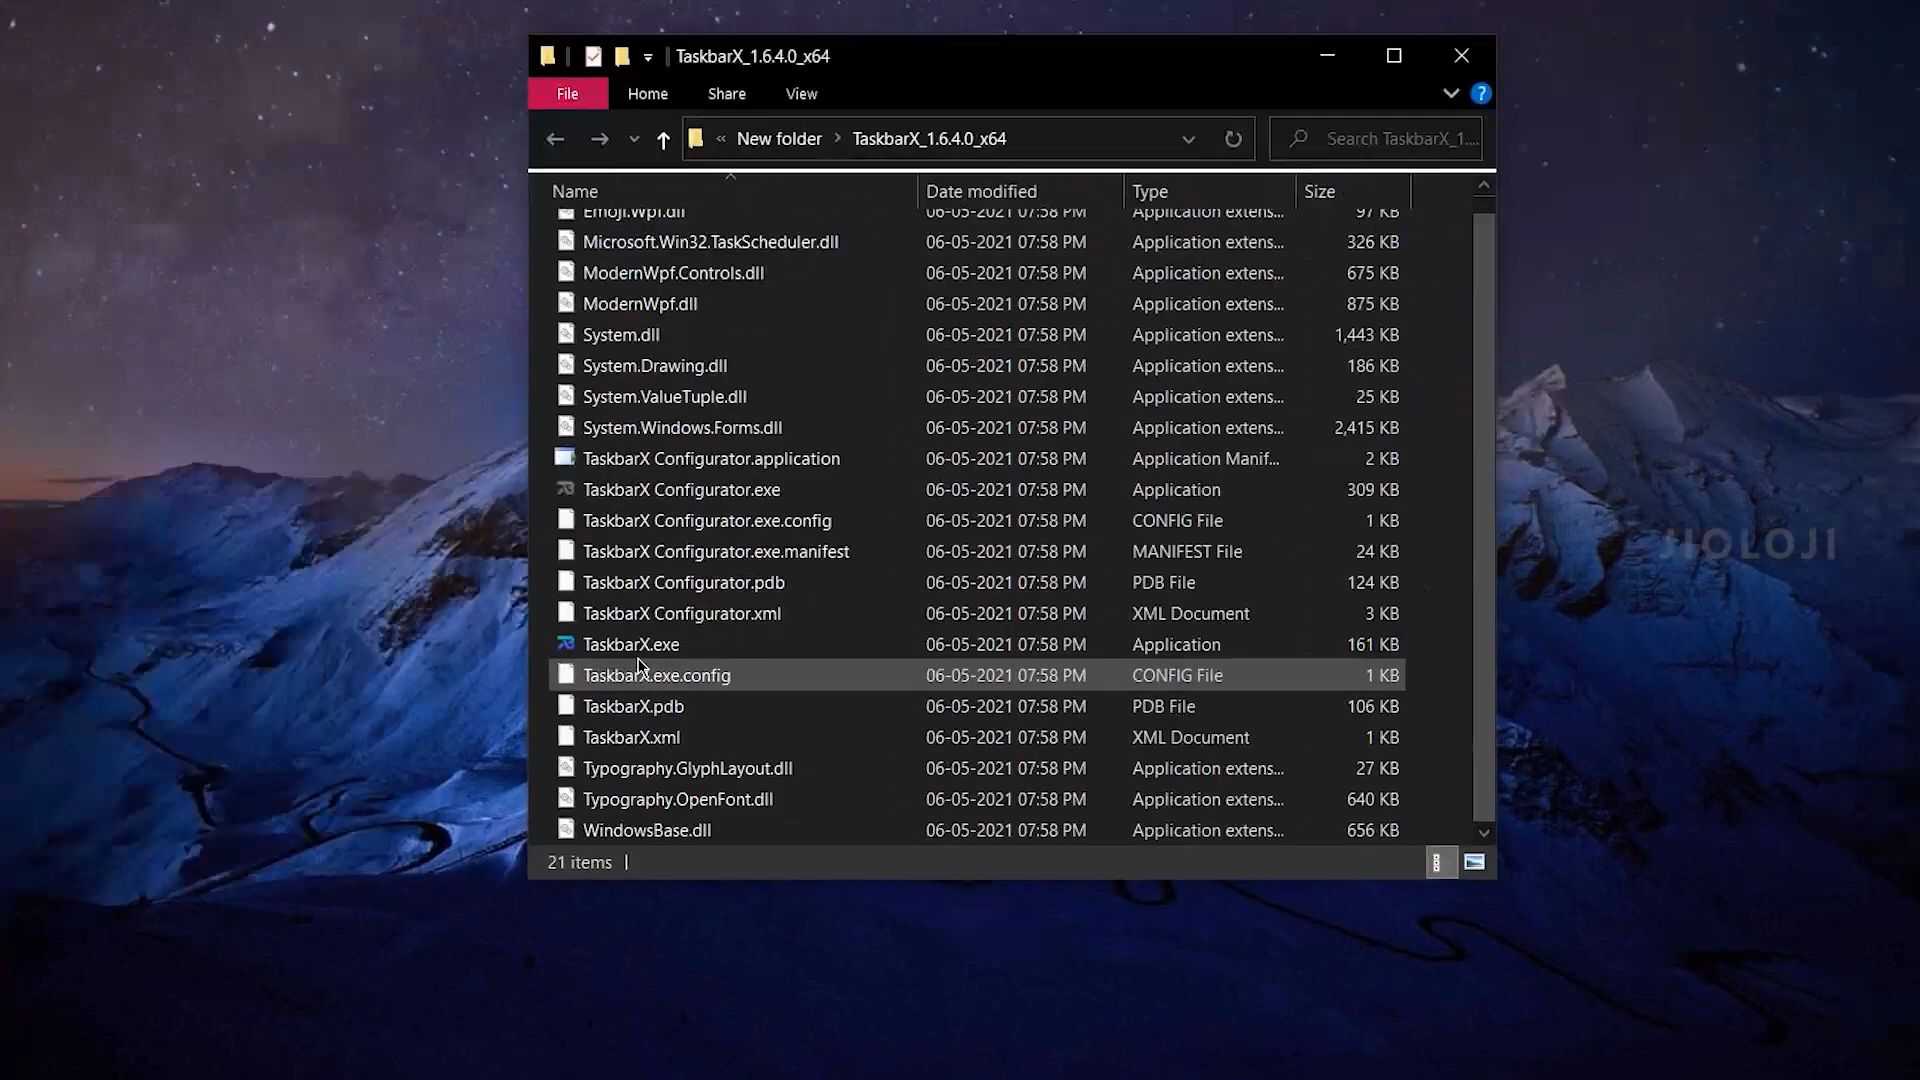 TaskbarX_1.6.4.0_x64
File Home Share View ?
« New folder > TaskbarX_1.6.4.0_x64 Search TaskbarX_1....
Name Date modified Type Size
Emoji.Wpf.dll 06-05-2021 07:58 PM Application extens... 97 KB
Microsoft.Win32.TaskScheduler.dll 06-05-2021 07:58 PM Application extens... 326 KB
ModernWpf.Controls.dll 06-05-2021 07:58 PM Application extens... 675 KB
ModernWpf.dll 06-05-2021 07:58 PM Application extens... 875 KB
System.dll 06-05-2021 07:58 PM Application extens... 1,443 KB
System.Drawing.dll 06-05-2021 07:58 PM Application extens... 186 KB
System.ValueTuple.dll 06-05-2021 07:58 PM Application extens... 25 KB
System.Windows.Forms.dll 06-05-2021 07:58 PM Application extens... 2,415 KB
TaskbarX Configurator.application 06-05-2021 07:58 PM Application Manif... 2 KB
TaskbarX Configurator.exe 06-05-2021 07:58 PM Application 309 KB
TaskbarX Configurator.exe.config 06-05-2021 07:58 PM CONFIG File 1 KB
TaskbarX Configurator.exe.manifest 06-05-2021 07:58 PM MANIFEST File 24 KB
TaskbarX Configurator.pdb 06-05-2021 07:58 PM PDB File 124 KB
TaskbarX Configurator.xml 06-05-2021 07:58 PM XML Document 3 KB
TaskbarX.exe 06-05-2021 07:58 PM Application 161 KB
TaskbarX.exe.config 06-05-2021 07:58 PM CONFIG File 1 KB
TaskbarX.pdb 06-05-2021 07:58 PM PDB File 106 KB
TaskbarX.xml 06-05-2021 07:58 PM XML Document 1 KB
Typography.GlyphLayout.dll 06-05-2021 07:58 PM Application extens... 27 KB
Typography.OpenFont.dll 06-05-2021 07:58 PM Application extens... 640 KB
WindowsBase.dll 06-05-2021 07:58 PM Application extens... 656 KB
21 items
JIOLOJI